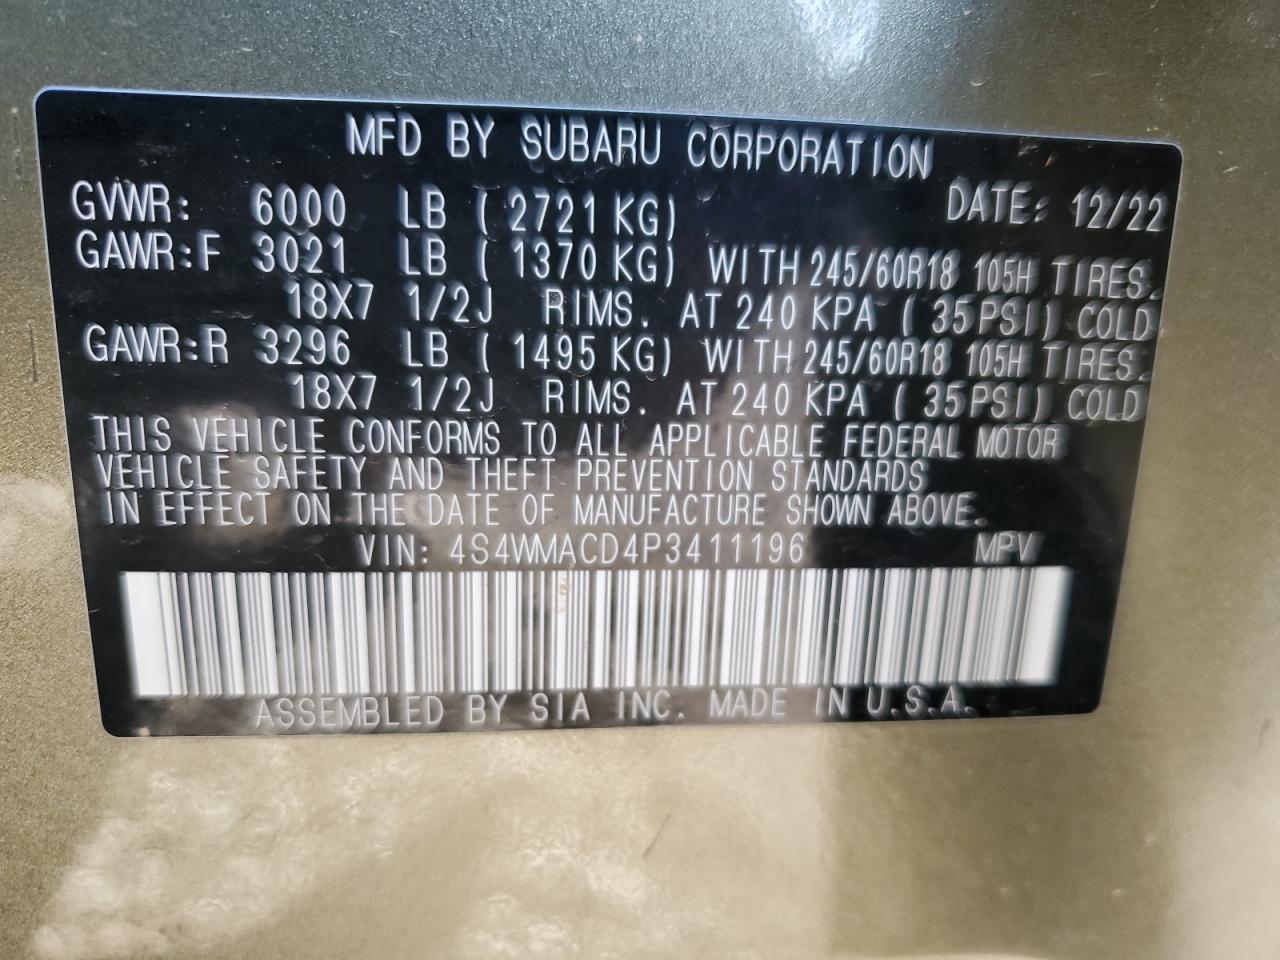 MFD BY SUBARU CORPORATION
GVWR: 6000 LB ( 2721 KG) DATE: 12/22
GAWR:F 3021 LB ( 1370 KG) WITH 245/60R18 105H TIRES.
18X7 1/2J RIMS. AT 240 KPA ( 35PSI) COLD
GAWR:R 3296 LB ( 1495 KG) WITH 245/60R18 105H TIRES.
18X7 1/2J RIMS. AT 240 KPA ( 35PSI) COLD
THIS VEHICLE CONFORMS TO ALL APPLICABLE FEDERAL MOTOR
VEHICLE SAFETY AND THEFT PREVENTION STANDARDS
IN EFFECT ON THE DATE OF MANUFACTURE SHOWN ABOVE.
VIN: 4S4WMACD4P3411196 MPV
ASSEMBLED BY SIA INC. MADE IN U.S.A.